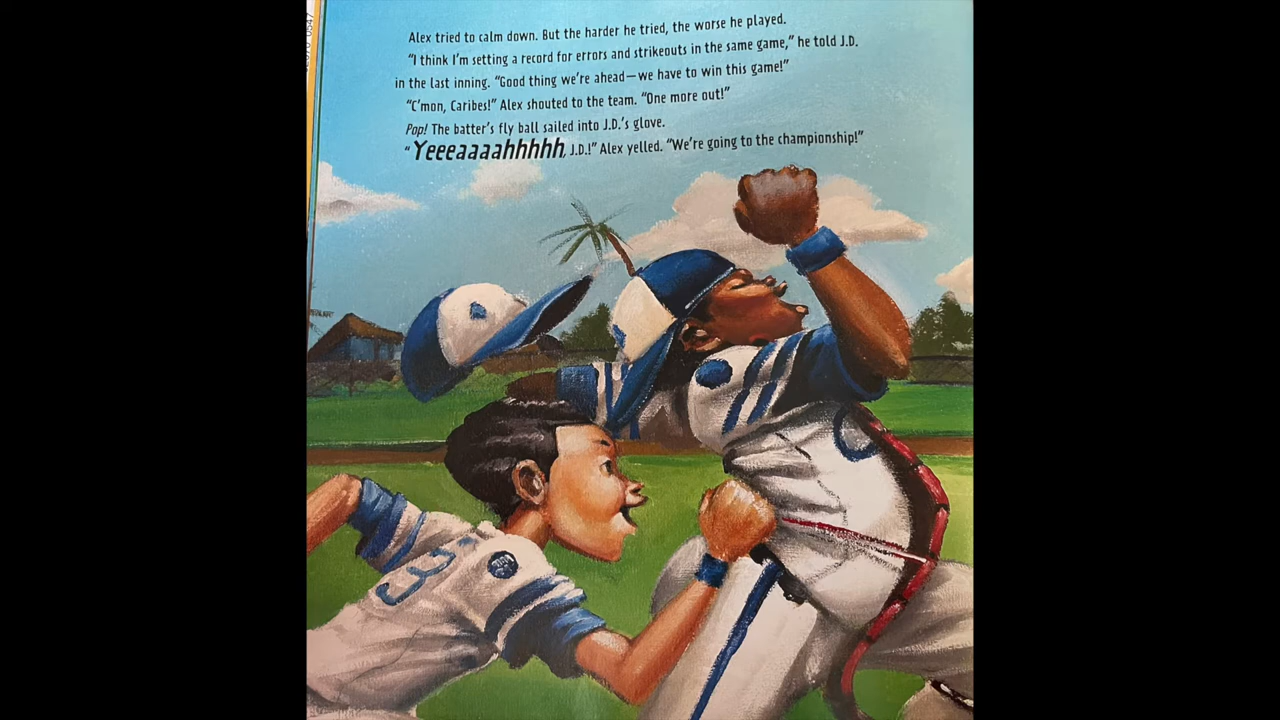 Alex tried to calm down. But the harder he tried, the worse he played.
“I think I’m setting a record for errors and strikeouts in the same game,” he told J.D.
in the last inning. “Good thing we’re ahead—we have to win this game!”
“C’mon, Caribes!” Alex shouted to the team. “One more out!”
Pop! The batter’s fly ball sailed into J.D.’s glove.
“Yeeeaaaahhhhh, J.D.!” Alex yelled. “We’re going to the championship!”
3